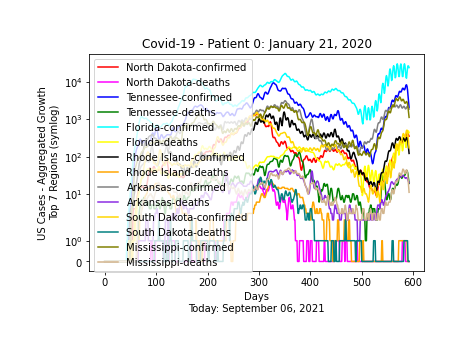 Covid-19 - Patient 0: January 21, 2020
US Cases - Aggregated Growth
Top 7 Regions (symlog)
10⁴
10³
10²
10¹
10⁰
0
North Dakota-confirmed
North Dakota-deaths
Tennessee-confirmed
Tennessee-deaths
Florida-confirmed
Florida-deaths
Rhode Island-confirmed
Rhode Island-deaths
Arkansas-confirmed
Arkansas-deaths
South Dakota-confirmed
South Dakota-deaths
Mississippi-confirmed
Mississippi-deaths
0 100 200 300 400 500 600
Days
Today: September 06, 2021